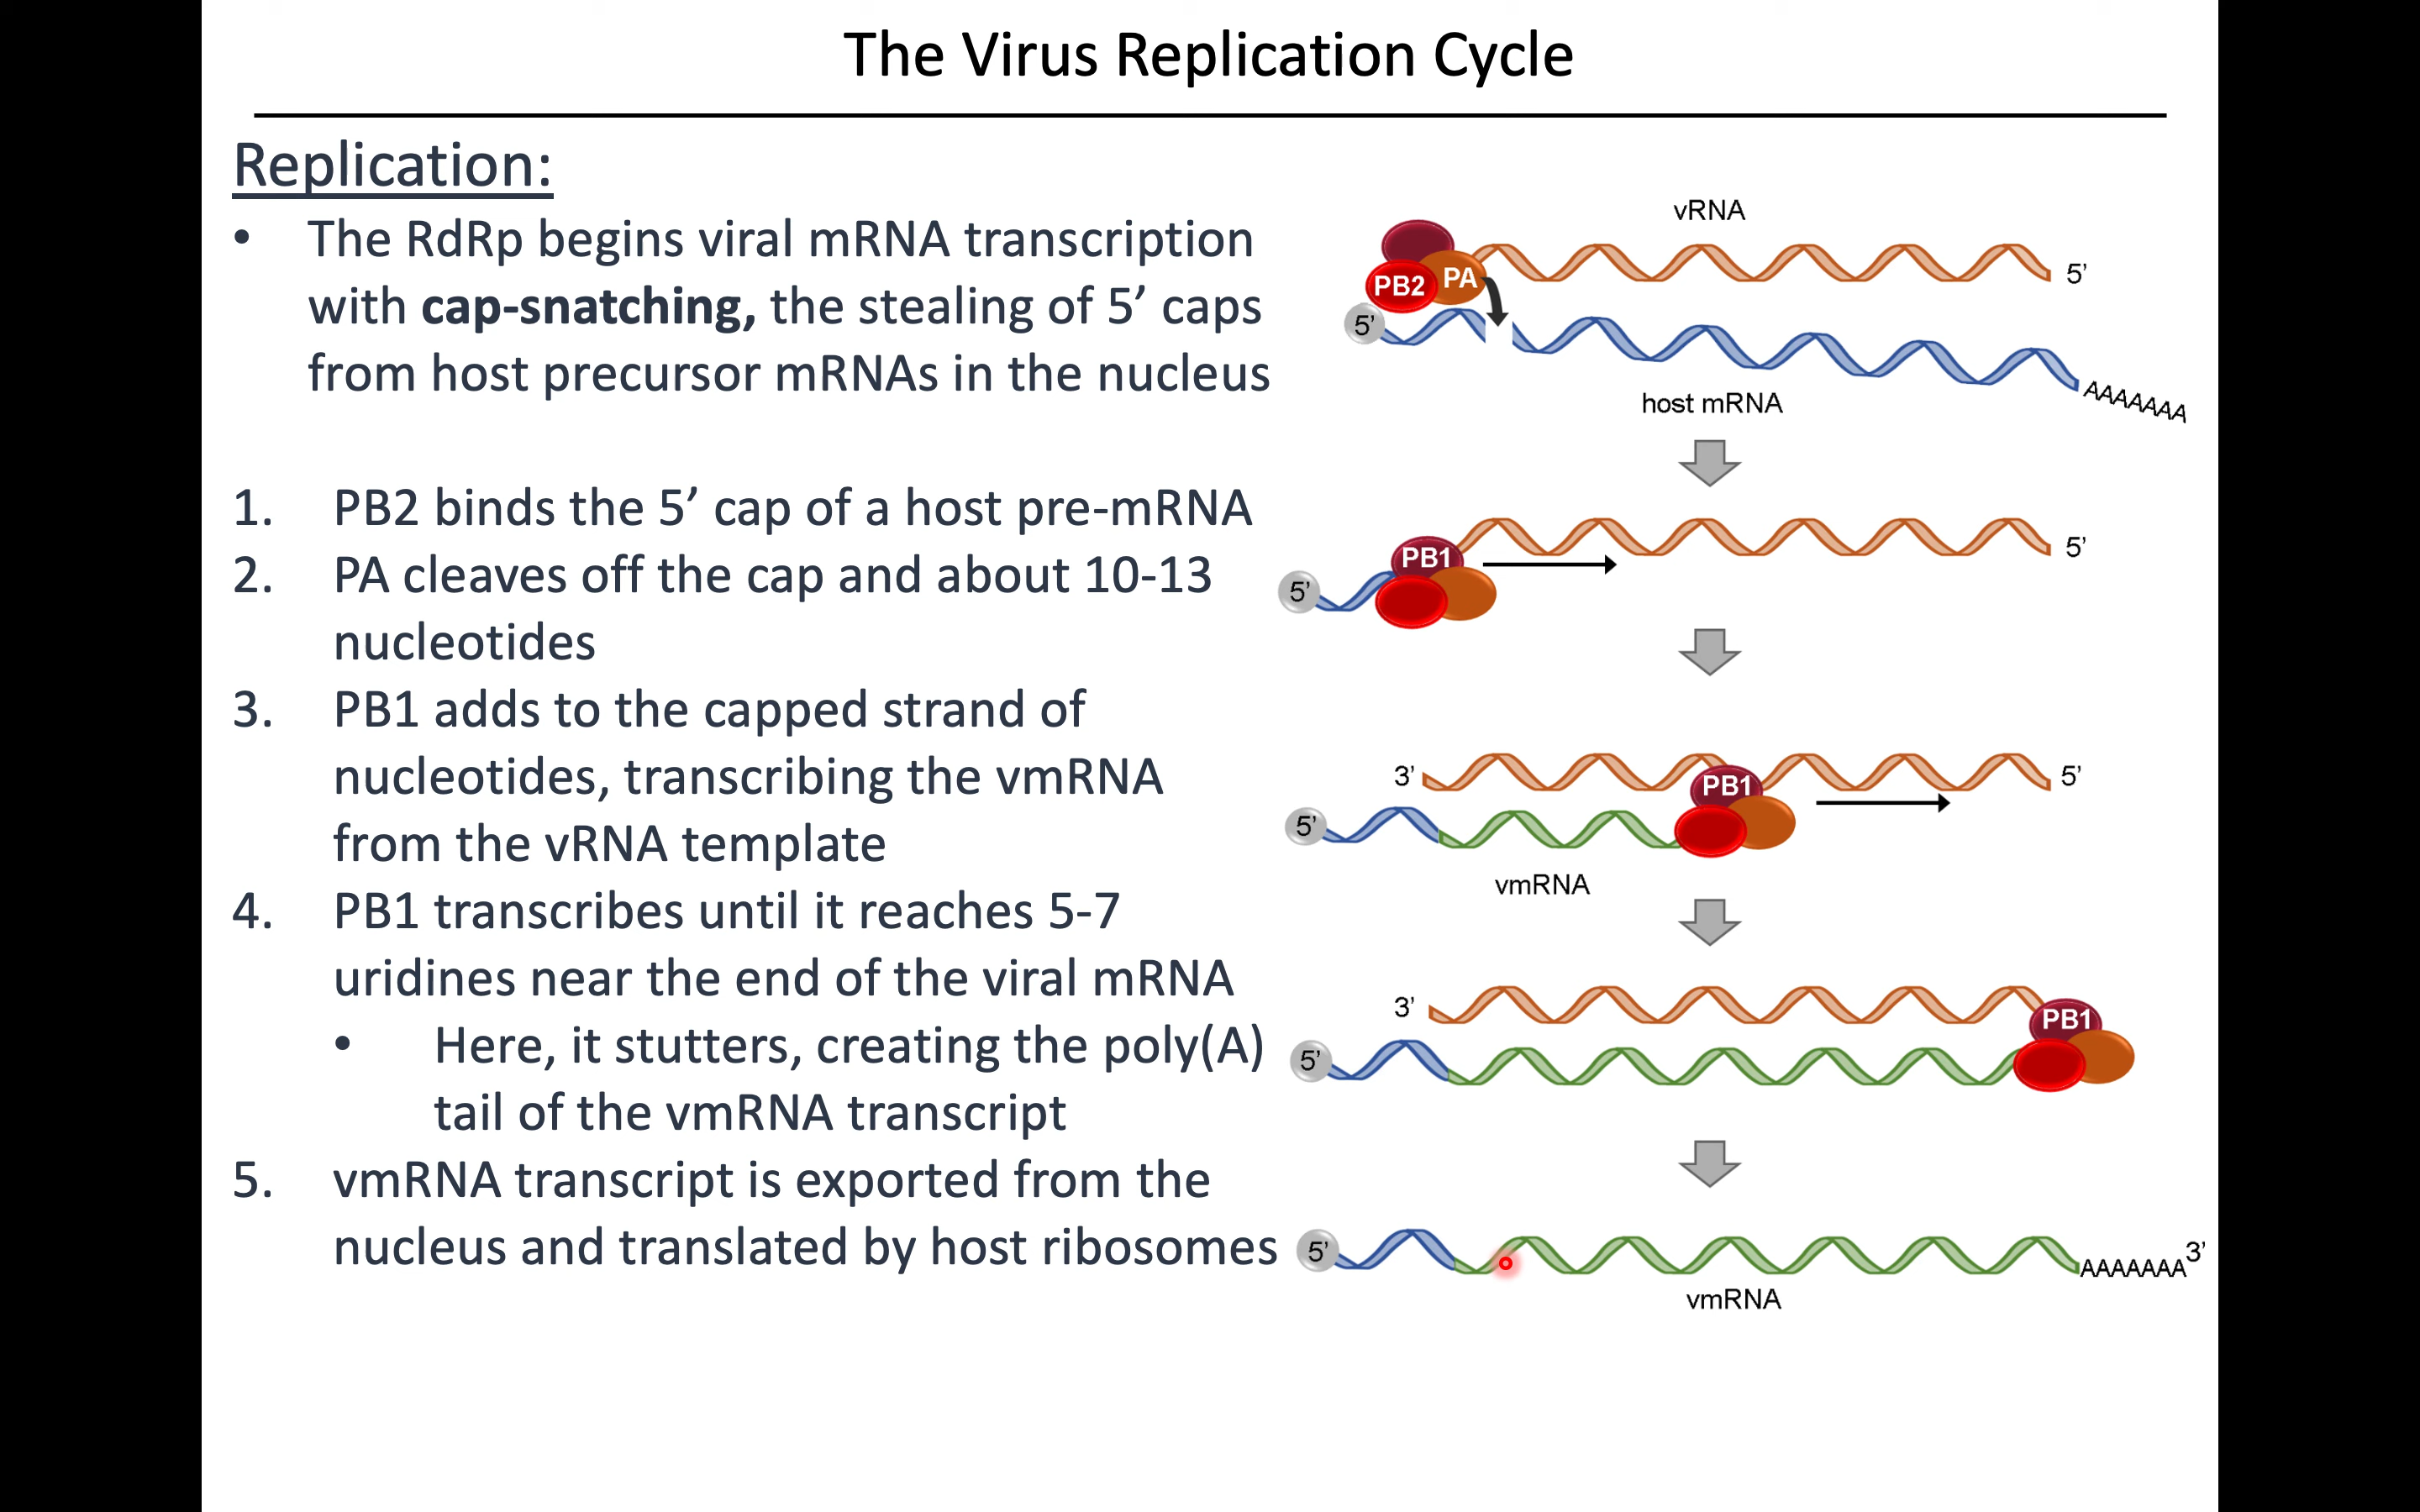 The Virus Replication Cycle
Replication:
• The RdRp begins viral mRNA transcription
with cap-snatching, the stealing of 5’ caps
from host precursor mRNAs in the nucleus
1. PB2 binds the 5’ cap of a host pre-mRNA
2. PA cleaves off the cap and about 10-13
nucleotides
3. PB1 adds to the capped strand of
nucleotides, transcribing the vmRNA
from the vRNA template
4. PB1 transcribes until it reaches 5-7
uridines near the end of the viral mRNA
• Here, it stutters, creating the poly(A)
tail of the vmRNA transcript
5. vmRNA transcript is exported from the
nucleus and translated by host ribosomes
vRNA
PB2 PA 5’
5’
host mRNA AAAAAAA
PB1 5’
5’
3’ PB1 5’
5’
vmRNA
3’ PB1
5’
5’ AAAAAAA 3’
vmRNA